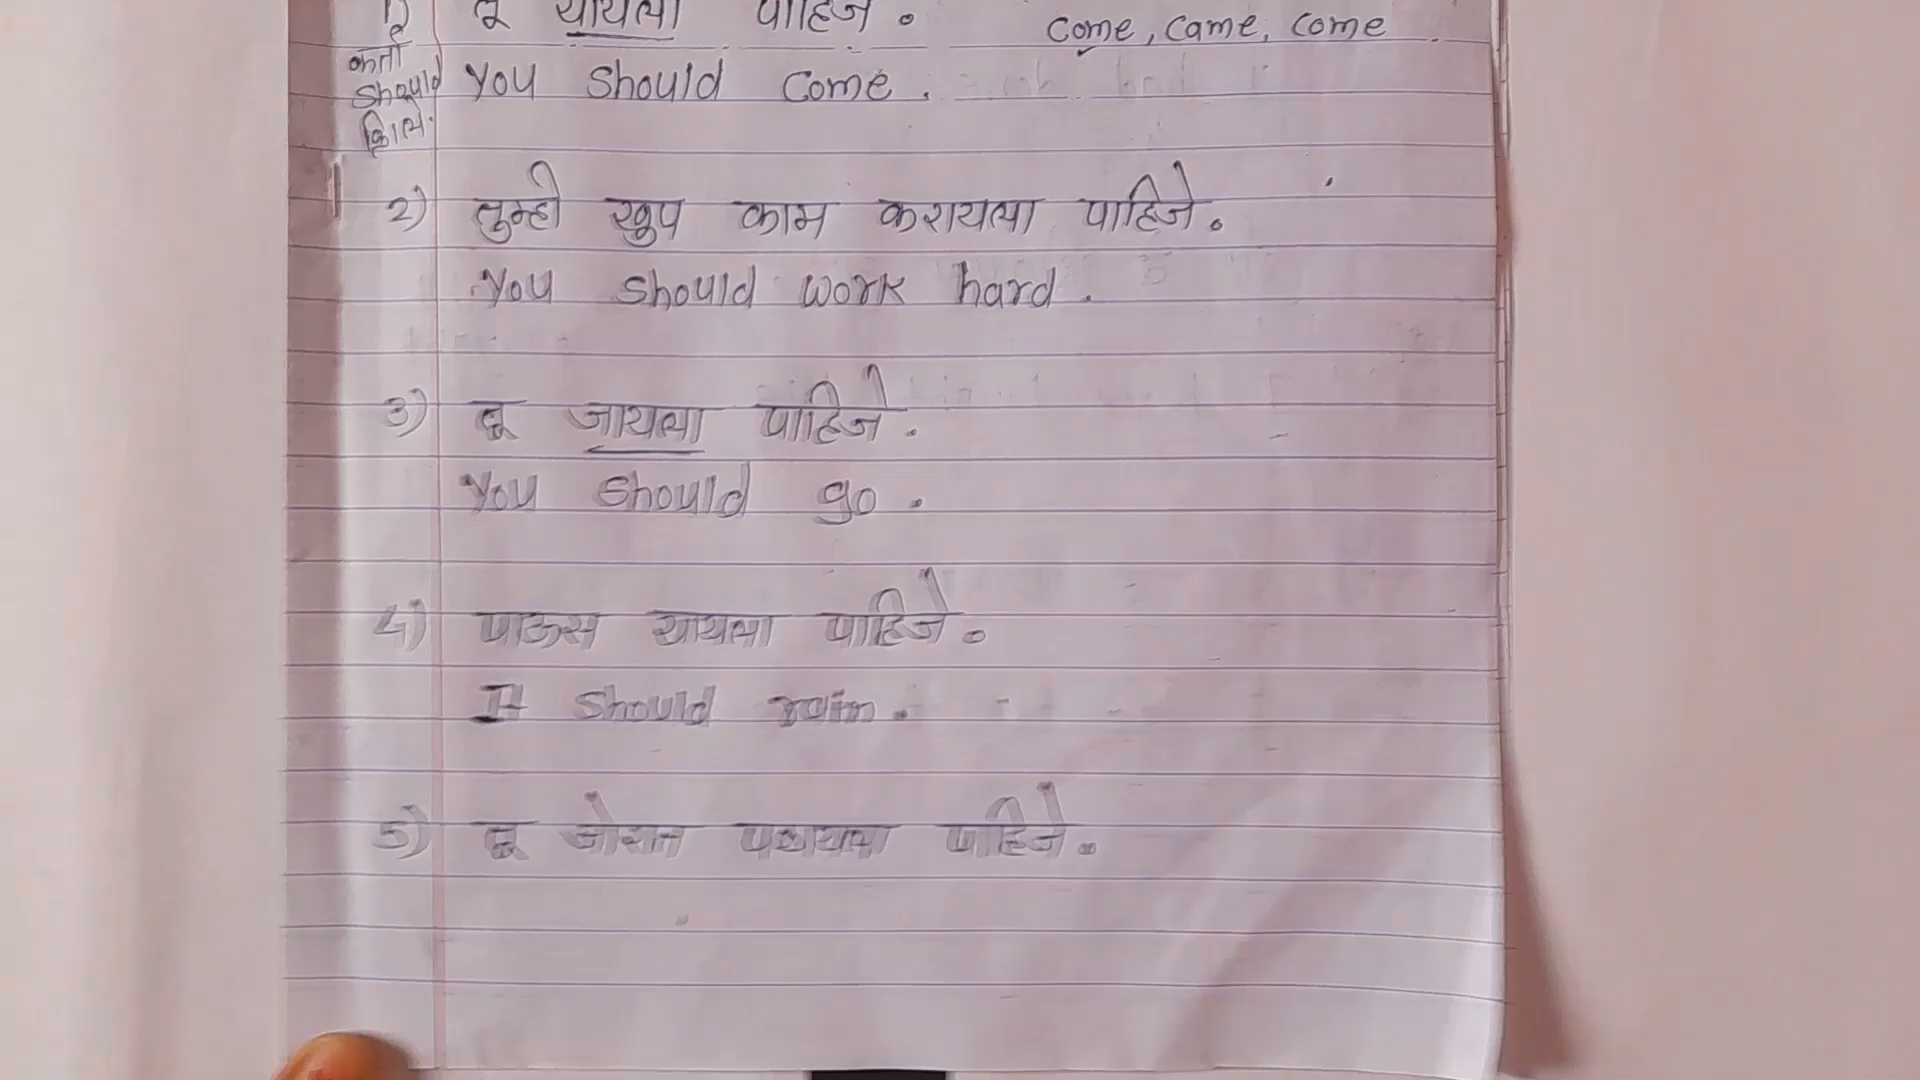 1) तू यायला पाहिजे. come, came, come
कर्ता
should
क्रिया.
You should come.
2) तुम्ही खुप काम करायला पाहिजे.
You should work hard.
3) तू जायला पाहिजे.
You should go.
4) पाऊस यायला पाहिजे.
It should rain.
5) तू जोरात पळायला पाहिजे.